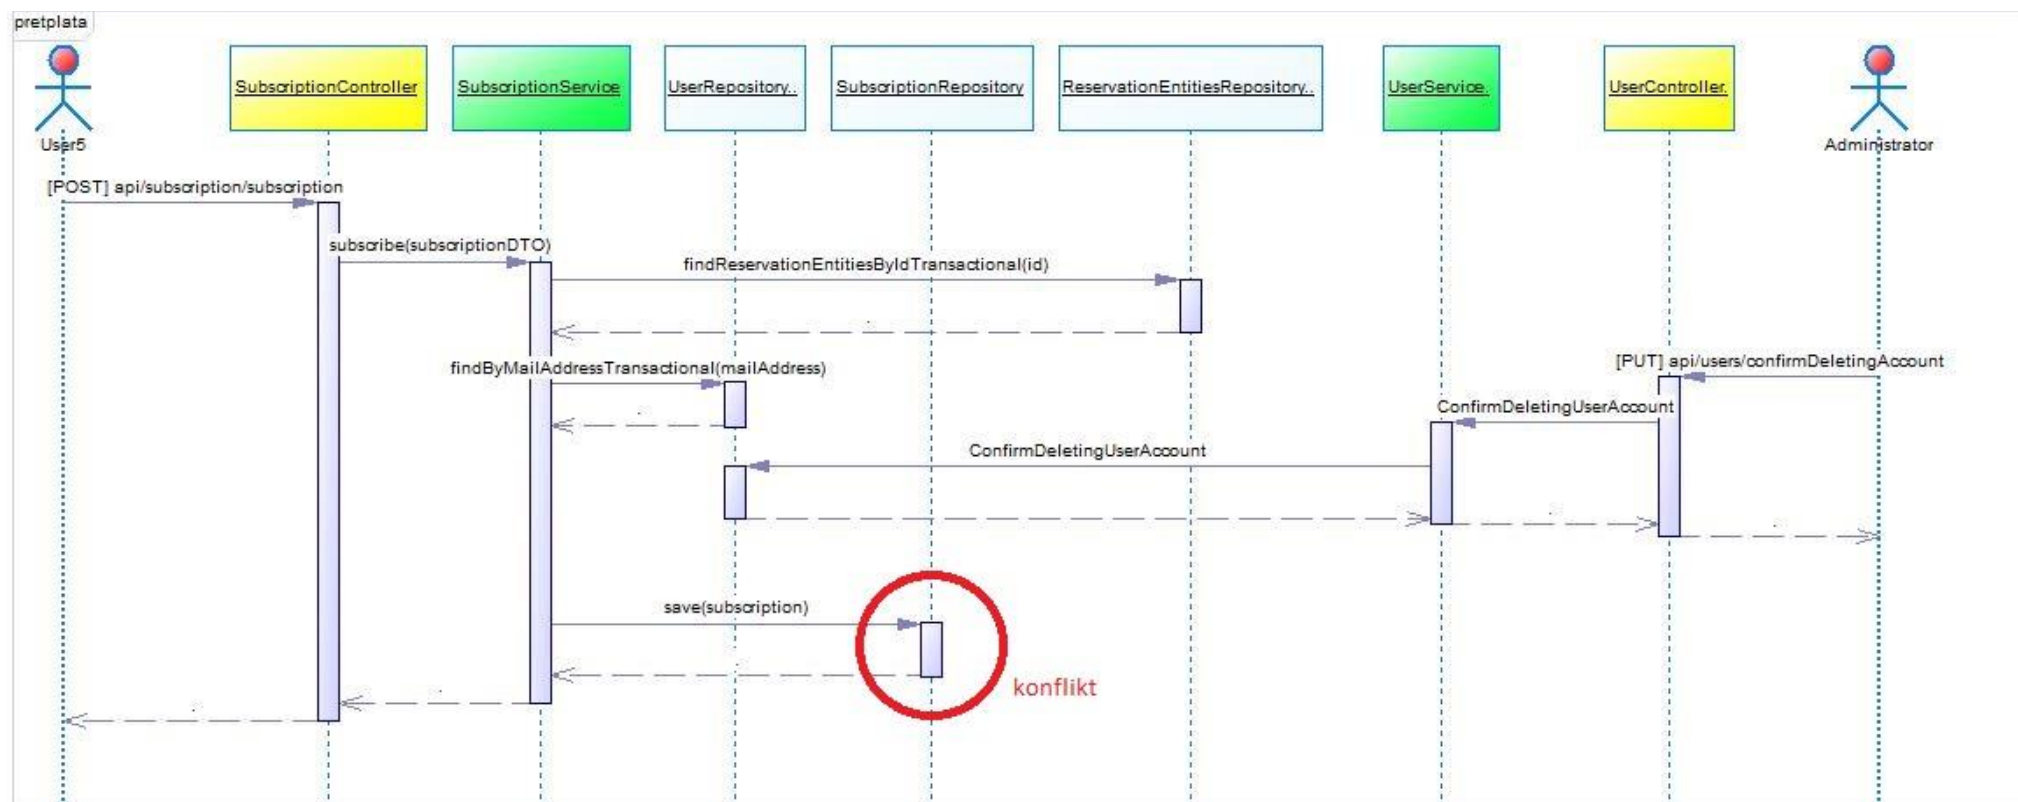 pretplata
SubscriptionController
SubscriptionService
UserRepository..
SubscriptionRepository
ReservationEntitiesRepository..
UserService.
UserController.
User5
Administrator
[POST] api/subscription/subscription
subscribe(subscriptionDTO)
findReservationEntitiesByIdTransactional(id)
findByMailAddressTransactional(mailAddress)
[PUT] api/users/confirmDeletingAccount
ConfirmDeletingUserAccount
ConfirmDeletingUserAccount
save(subscription)
konflikt